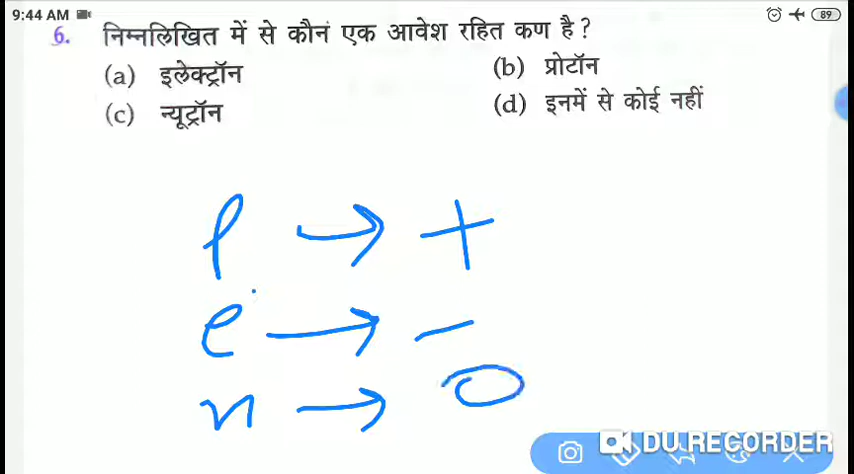 9:44 AM 89
6. निम्नलिखित में से कौन एक आवेश रहित कण है?
(a) इलेक्ट्रॉन (b) प्रोटॉन
(c) न्यूट्रॉन (d) इनमें से कोई नहीं
p → +
e → −
n → 0
DU RECORDER